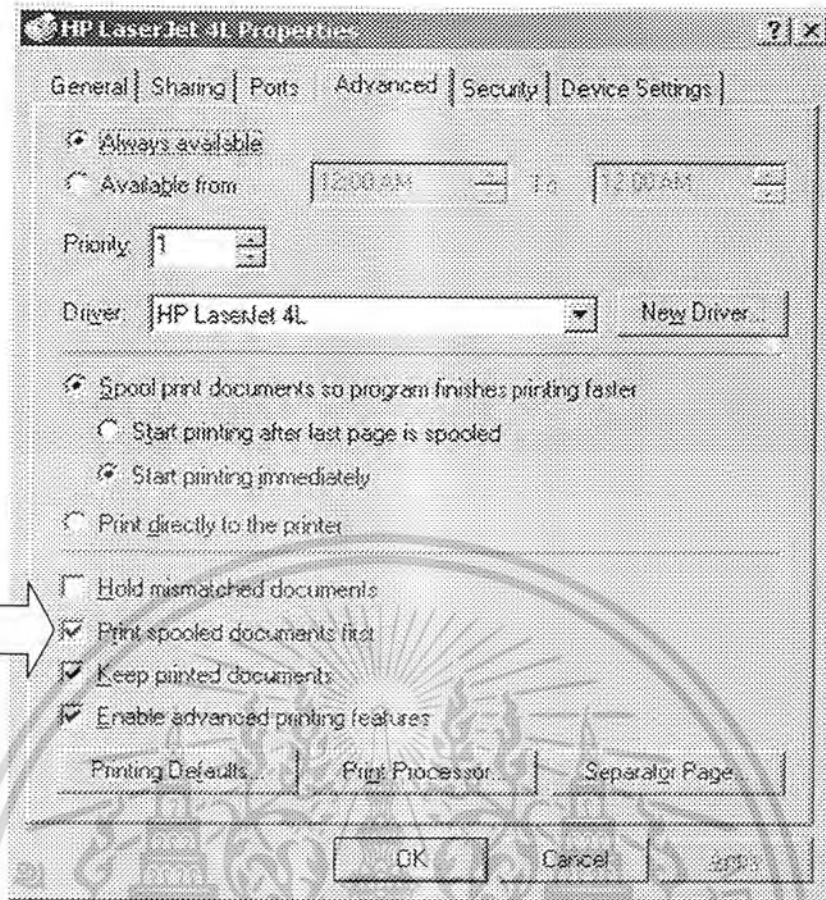 HP LaserJet 4L Properties
General Sharing Ports Advanced Security Device Settings
Always available
Available from 12:00 AM To 12:00 AM
Priority: 1
Driver: HP LaserJet 4L New Driver...
Spool print documents so program finishes printing faster
Start printing after last page is spooled
Start printing immediately
Print directly to the printer
Hold mismatched documents
Print spooled documents first
Keep printed documents
Enable advanced printing features
Printing Defaults... Print Processor... Separator Page...
OK Cancel Apply